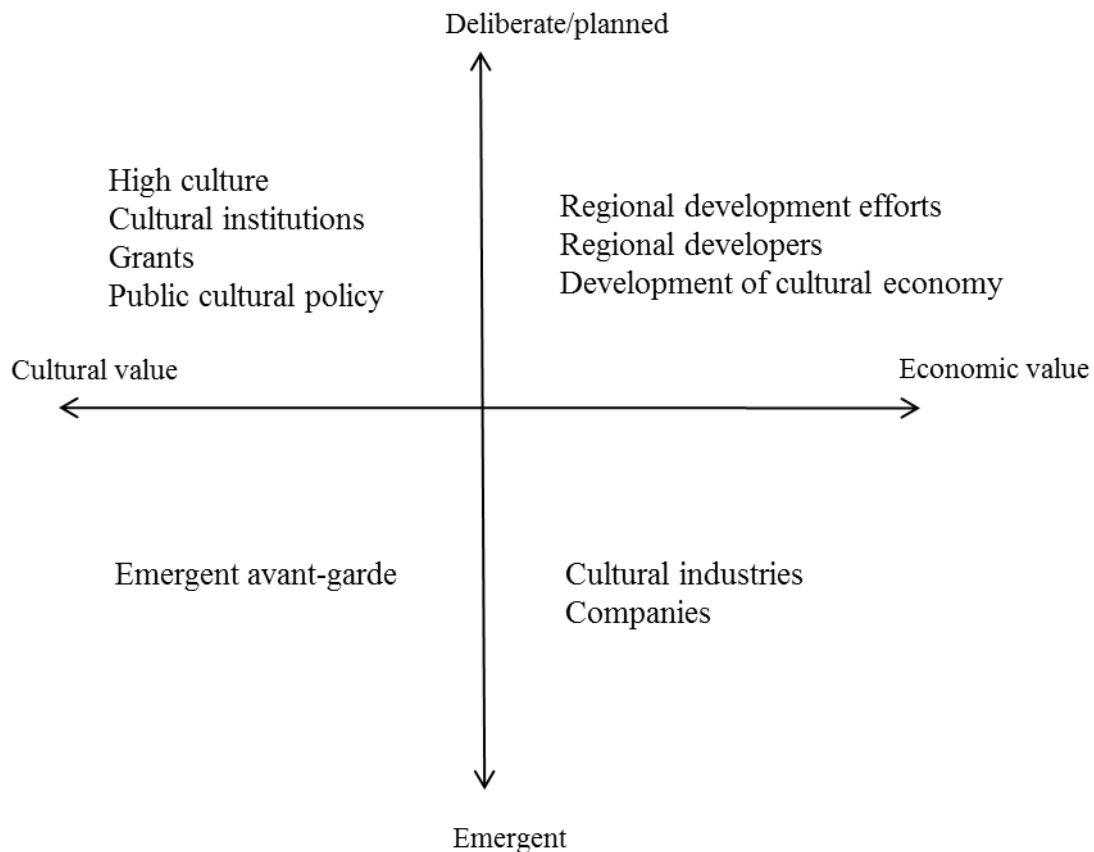 Deliberate/planned
High culture
Cultural institutions
Grants
Public cultural policy
Regional development efforts
Regional developers
Development of cultural economy
Cultural value
Economic value
Emergent avant-garde
Cultural industries
Companies
Emergent